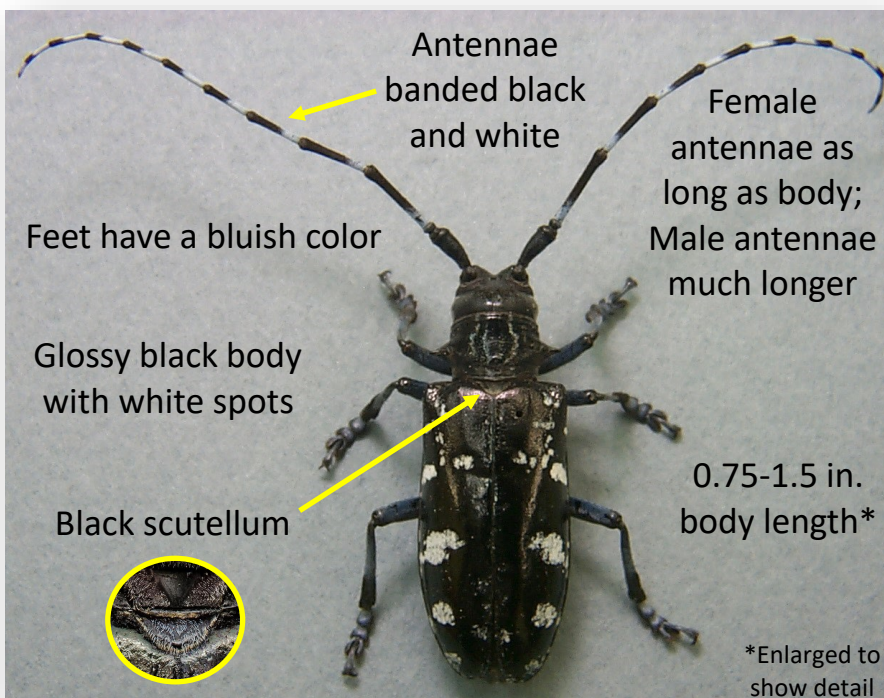 Antennae
banded black
and white
Female
antennae as
long as body;
Male antennae
much longer
Feet have a bluish color
Glossy black body
with white spots
Black scutellum
0.75-1.5 in.
body length*
*Enlarged to
show detail